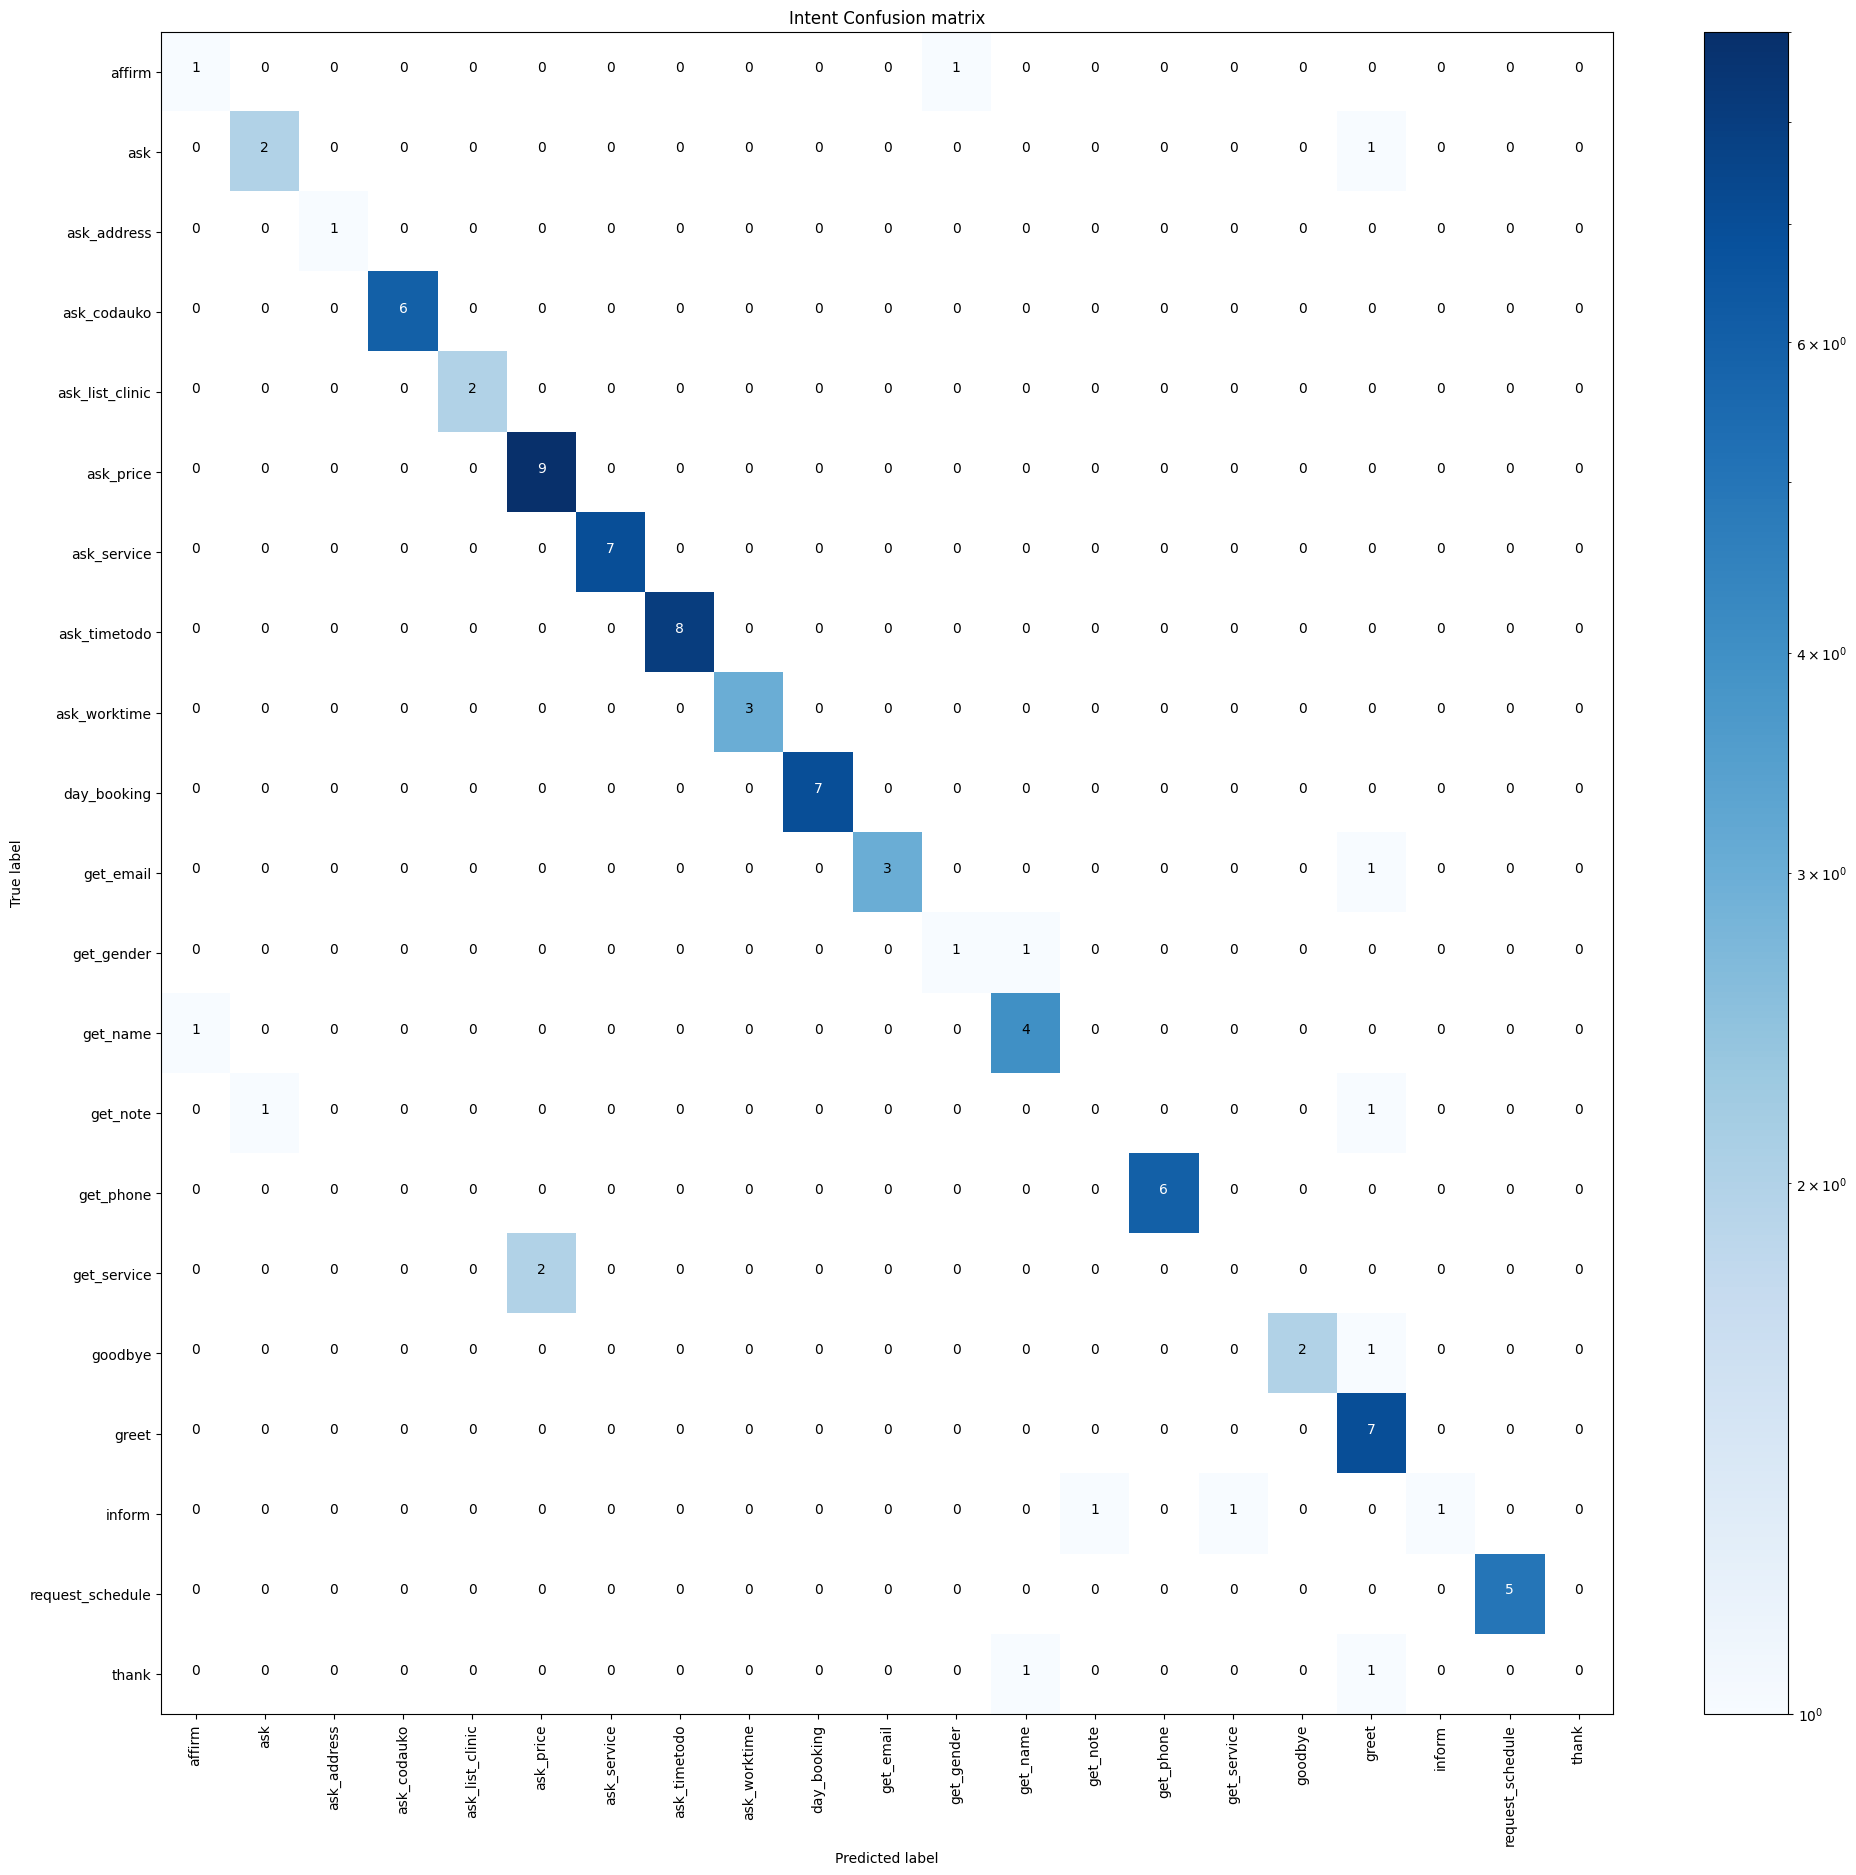 Intent Confusion matrix
affirm 1 0 0 0 0 0 0 0 0 0 0 1 0 0 0 0 0 0 0 0 0
ask 0 2 0 0 0 0 0 0 0 0 0 0 0 0 0 0 0 1 0 0 0
ask_address 0 0 1 0 0 0 0 0 0 0 0 0 0 0 0 0 0 0 0 0 0
ask_codauko 0 0 0 6 0 0 0 0 0 0 0 0 0 0 0 0 0 0 0 0 0
6 × 10⁰
ask_list_clinic 0 0 0 0 2 0 0 0 0 0 0 0 0 0 0 0 0 0 0 0 0
ask_price 0 0 0 0 0 9 0 0 0 0 0 0 0 0 0 0 0 0 0 0 0
ask_service 0 0 0 0 0 0 7 0 0 0 0 0 0 0 0 0 0 0 0 0 0
ask_timetodo 0 0 0 0 0 0 0 8 0 0 0 0 0 0 0 0 0 0 0 0 0
4 × 10⁰
ask_worktime 0 0 0 0 0 0 0 0 3 0 0 0 0 0 0 0 0 0 0 0 0
day_booking 0 0 0 0 0 0 0 0 0 7 0 0 0 0 0 0 0 0 0 0 0
True label
get_email 0 0 0 0 0 0 0 0 0 0 3 0 0 0 0 0 0 1 0 0 0
3 × 10⁰
get_gender 0 0 0 0 0 0 0 0 0 0 0 1 1 0 0 0 0 0 0 0 0
get_name 1 0 0 0 0 0 0 0 0 0 0 0 4 0 0 0 0 0 0 0 0
get_note 0 1 0 0 0 0 0 0 0 0 0 0 0 0 0 0 0 1 0 0 0
get_phone 0 0 0 0 0 0 0 0 0 0 0 0 0 0 6 0 0 0 0 0 0
2 × 10⁰
get_service 0 0 0 0 0 2 0 0 0 0 0 0 0 0 0 0 0 0 0 0 0
goodbye 0 0 0 0 0 0 0 0 0 0 0 0 0 0 0 0 2 1 0 0 0
greet 0 0 0 0 0 0 0 0 0 0 0 0 0 0 0 0 0 7 0 0 0
inform 0 0 0 0 0 0 0 0 0 0 0 0 0 1 0 1 0 0 1 0 0
request_schedule 0 0 0 0 0 0 0 0 0 0 0 0 0 0 0 0 0 0 0 5 0
thank 0 0 0 0 0 0 0 0 0 0 0 0 1 0 0 0 0 1 0 0 0
10⁰
affirm
ask
ask_address
ask_codauko
ask_list_clinic
ask_price
ask_service
ask_timetodo
ask_worktime
day_booking
get_email
get_gender
get_name
get_note
get_phone
get_service
goodbye
greet
inform
request_schedule
thank
Predicted label